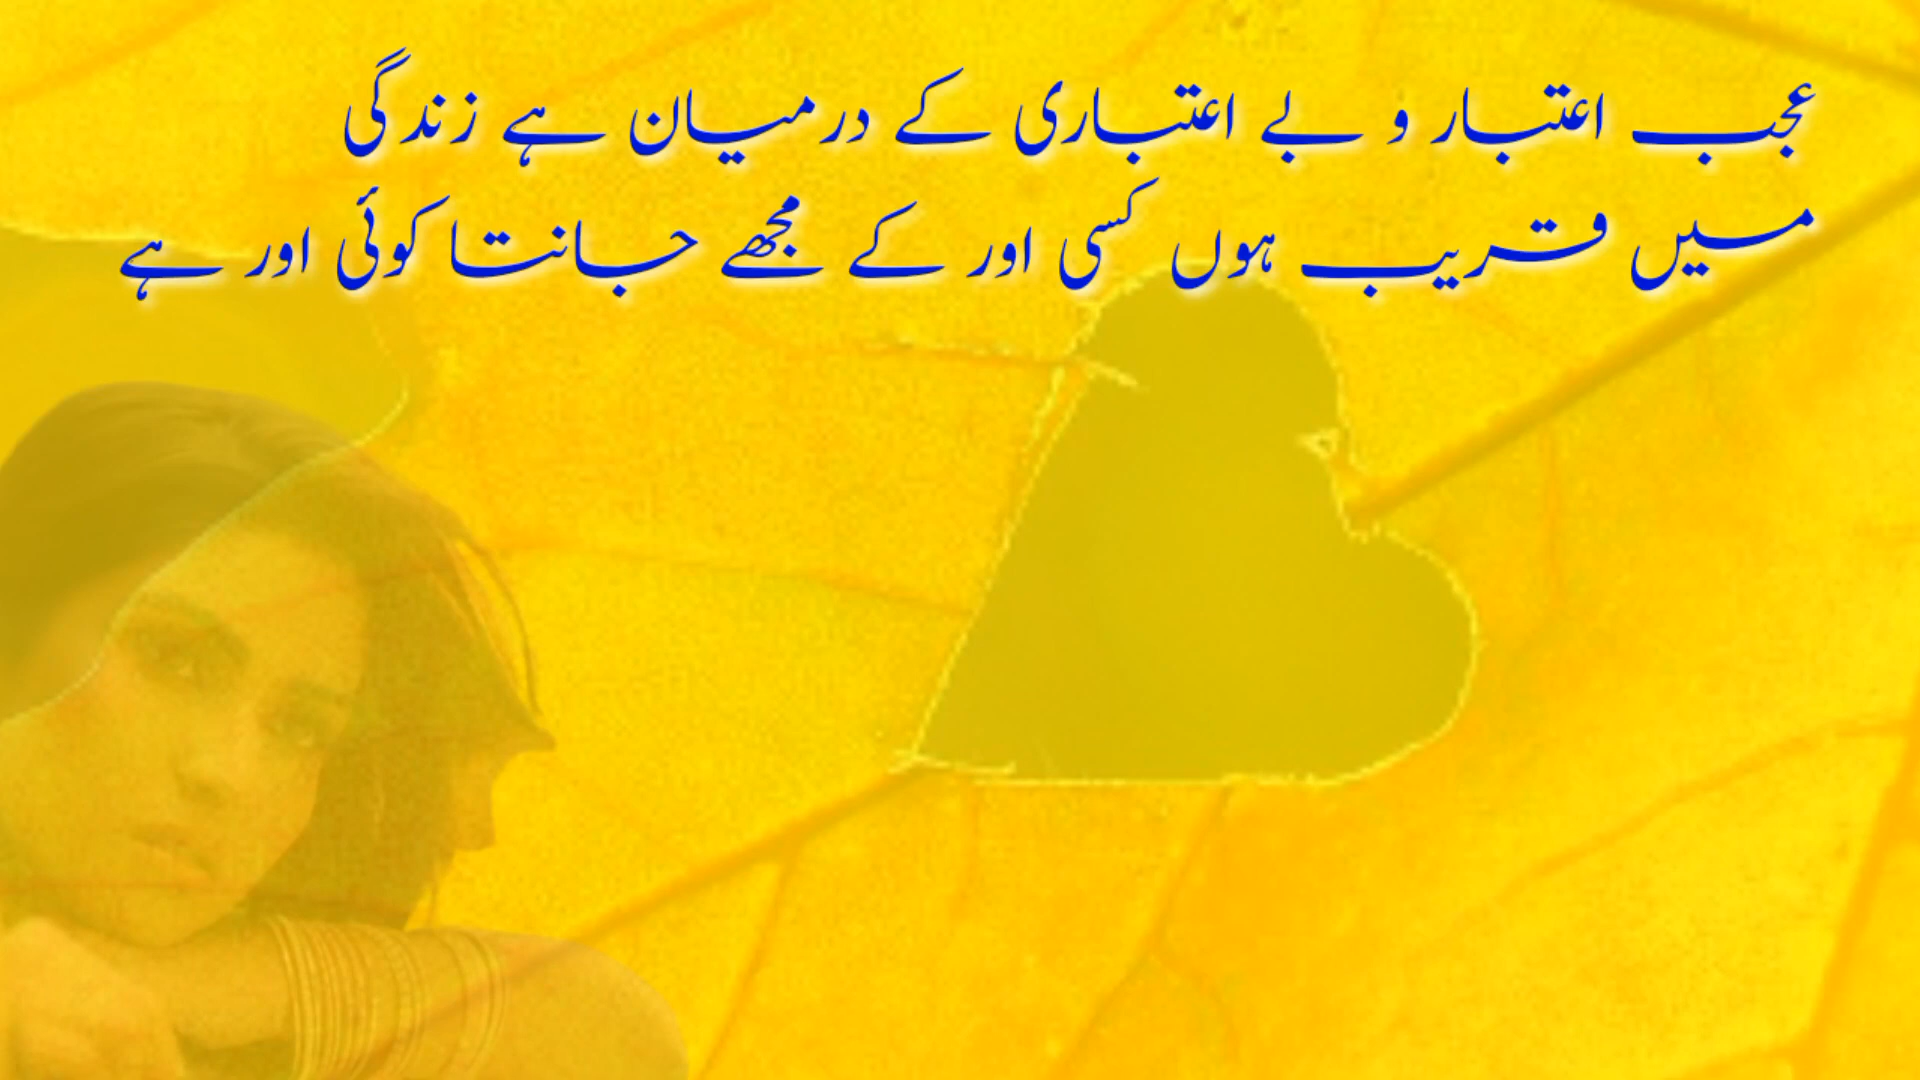 عجب اعتبار و بے اعتباری کے درمیان ہے زندگی
میں قریب ہوں کسی اور کے مجھے جانتا کوئی اور ہے